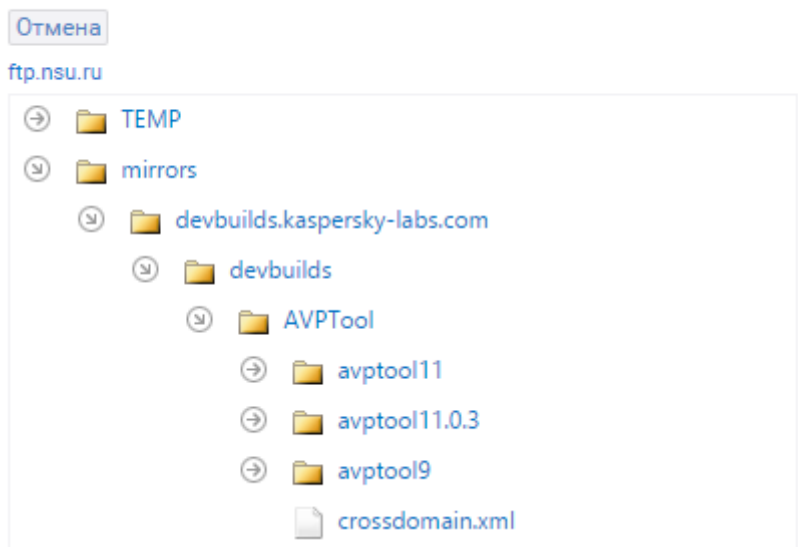 Отмена
ftp.nsu.ru
TEMP
mirrors
devbuilds.kaspersky-labs.com
devbuilds
AVPTool
avptool11
avptool11.0.3
avptool9
crossdomain.xml